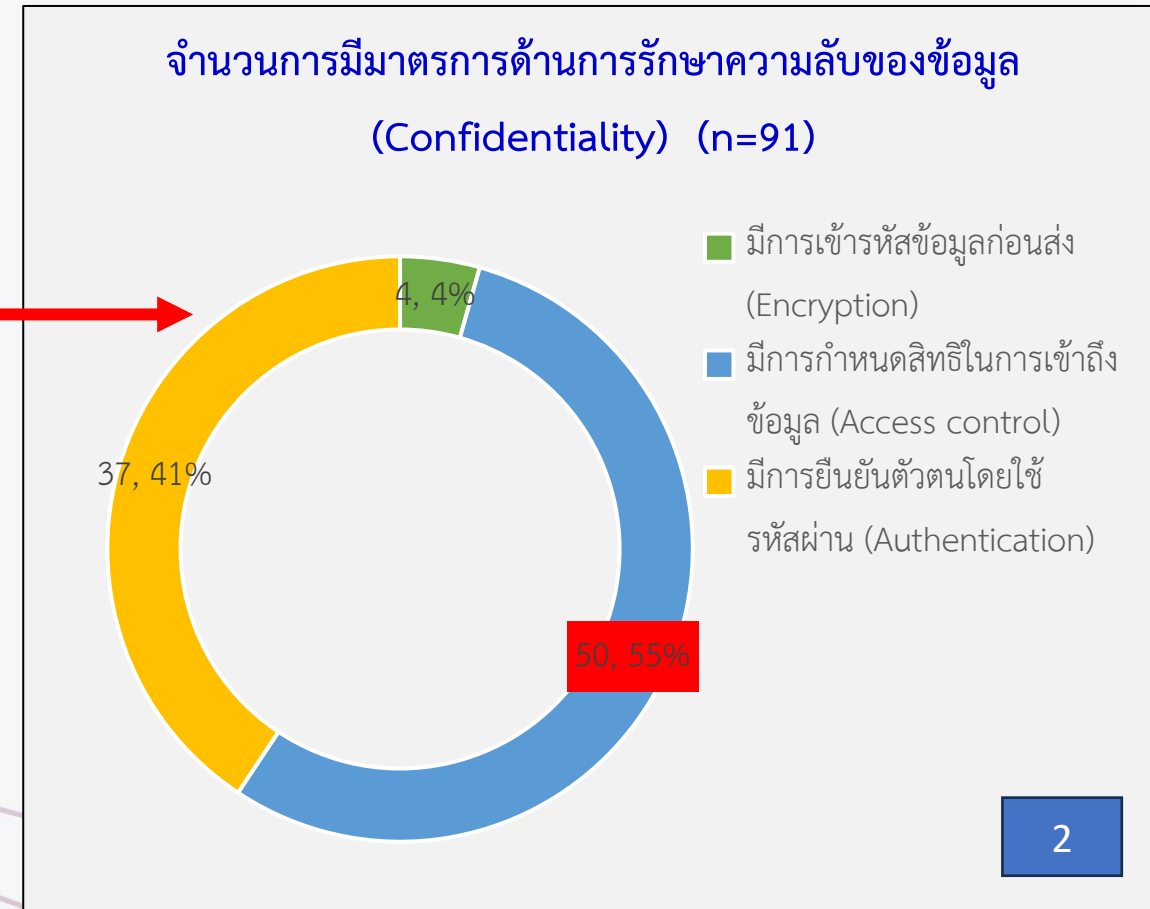 จำนวนการมีมาตรการด้านการรักษาความลับของข้อมูล
(Confidentiality) (n=91)
มีการเข้ารหัสข้อมูลก่อนส่ง
(Encryption)
มีการกำหนดสิทธิในการเข้าถึง
ข้อมูล (Access control)
มีการยืนยันตัวตนโดยใช้
รหัสผ่าน (Authentication)
4, 4%
37, 41%
50, 55%
2